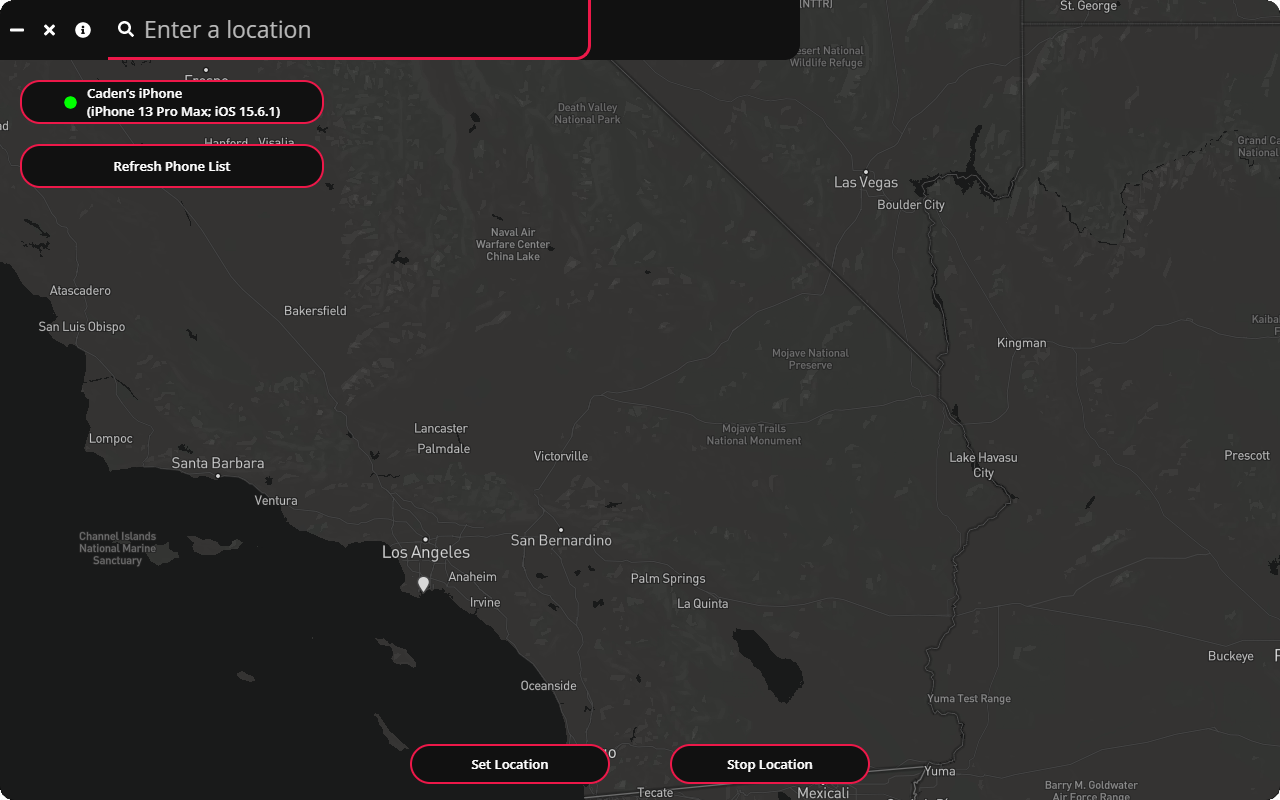 Enter a location
[NTTR]
St. George
esert National
Wildlife Refuge
Fresno
Caden's iPhone
(iPhone 13 Pro Max; iOS 15.6.1)
Death Valley
National Park
ad
Hanford
Visalia
Grand Ca
National
Refresh Phone List
Las Vegas
Boulder City
Naval Air
Warfare Center
China Lake
Atascadero
Bakersfield
San Luis Obispo
Kaiba
F
Kingman
Mojave National
Preserve
Lancaster
Palmdale
Mojave Trails
National Monument
Lompoc
Victorville
Santa Barbara
Lake Havasu
City
Prescott
Ventura
Channel Islands
National Marine
Sanctuary
Los Angeles
San Bernardino
Anaheim
Palm Springs
Irvine
La Quinta
Buckeye
Oceanside
Yuma Test Range
Set Location
Stop Location
Yuma
Tecate
Mexicali
Barry M. Goldwater
Air Force Range